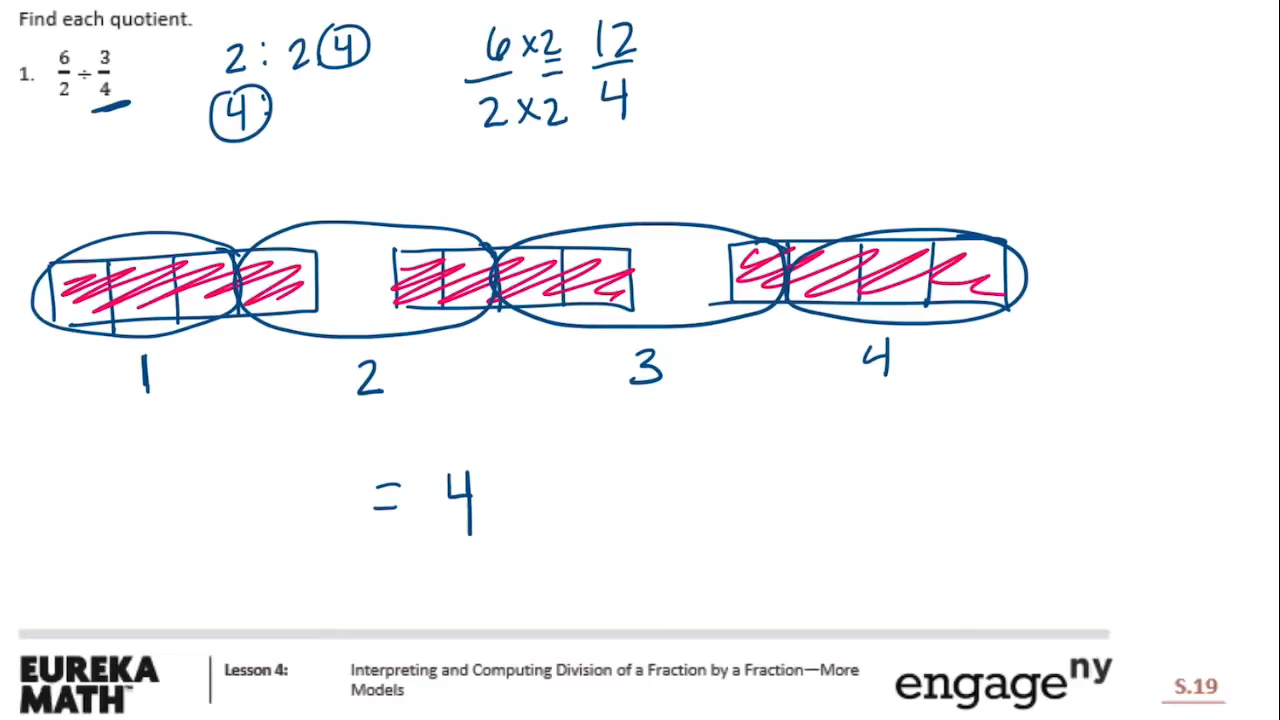 Find each quotient.
1. 6/2 ÷ 3/4
2 : 2 4
4 :
6 × 2 / 2 × 2 = 12/4
1 2 3 4
= 4
EUREKA MATH™
Lesson 4: Interpreting and Computing Division of a Fraction by a Fraction—More
Models
engage ny
S.19